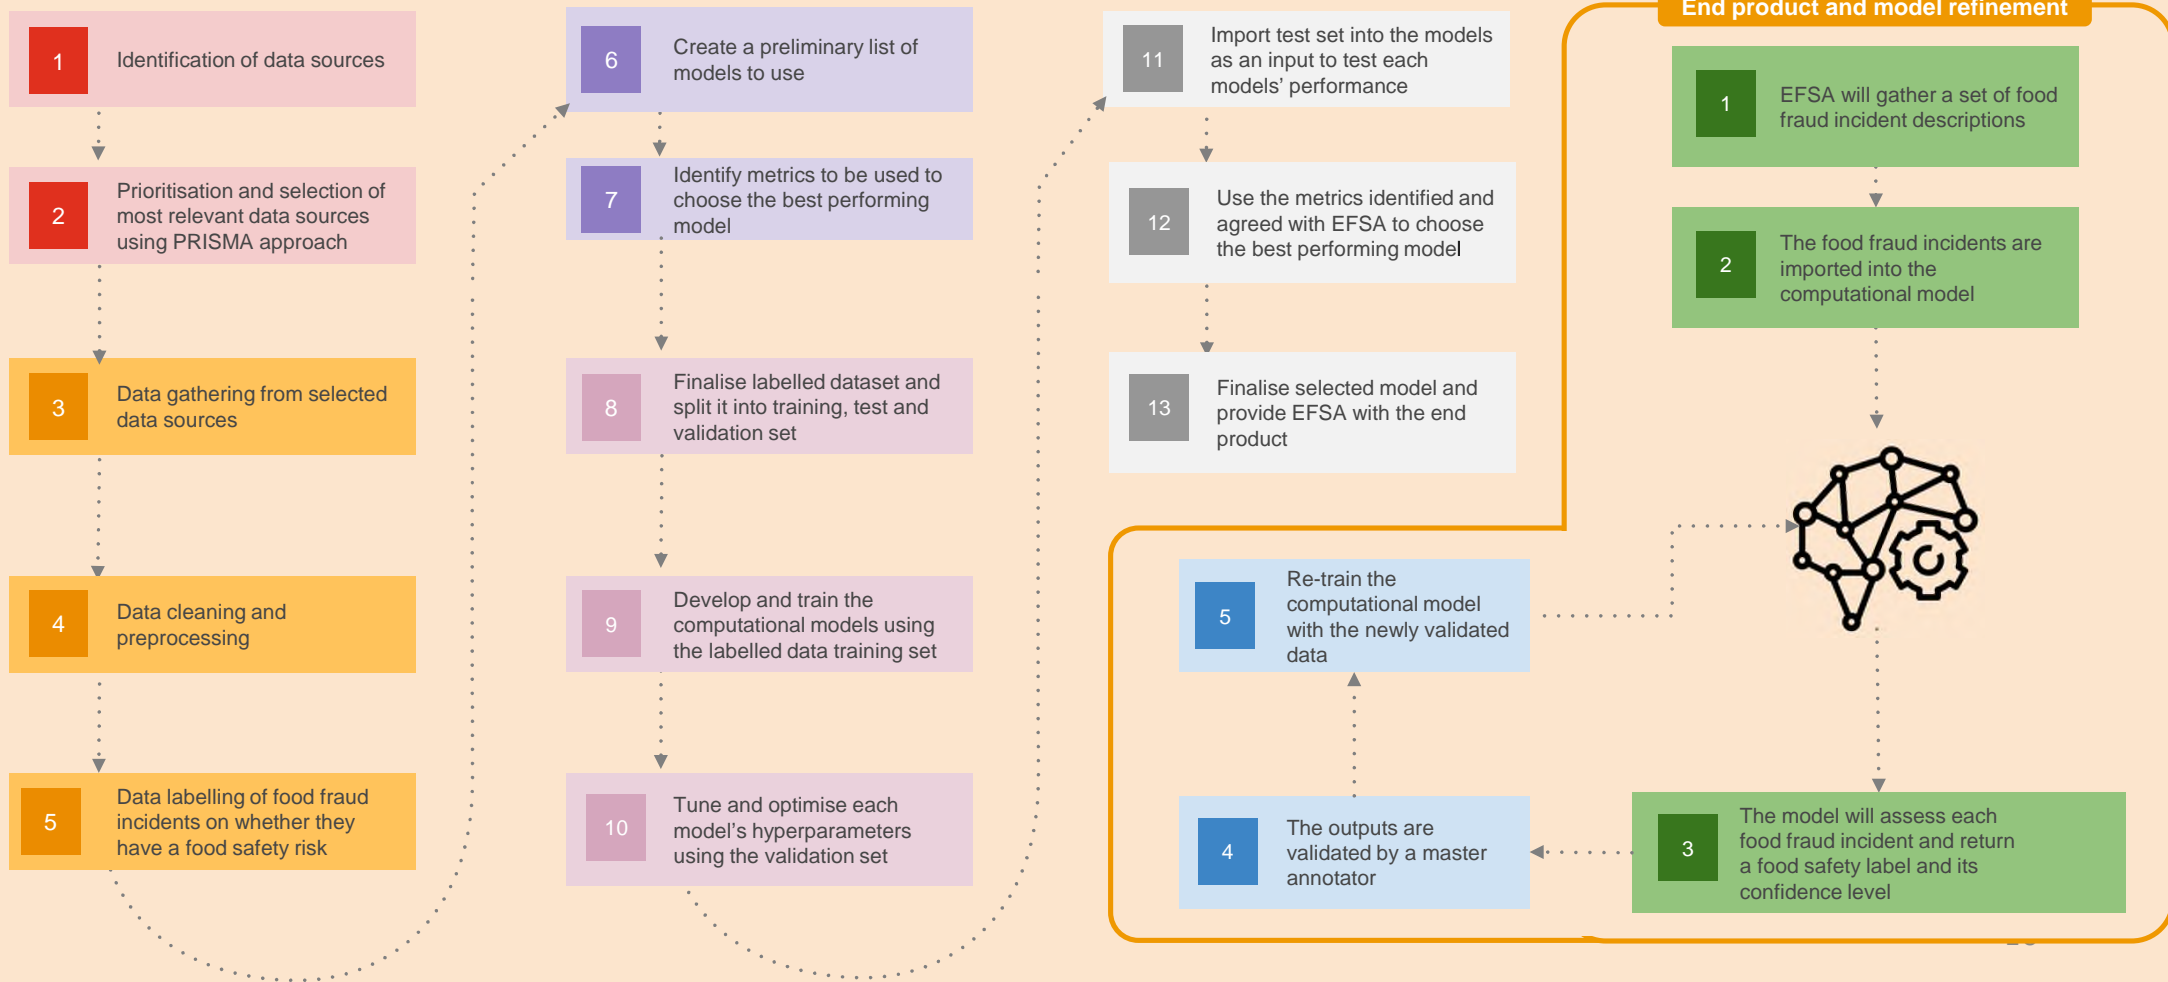 1
Identification of data sources
2
Prioritisation and selection of
most relevant data sources
using PRISMA approach
3
Data gathering from selected
data sources
4
Data cleaning and
preprocessing
5
Data labelling of food fraud
incidents on whether they
have a food safety risk
6
Create a preliminary list of
models to use
7
Identify metrics to be used to
choose the best performing
model
8
Finalise labelled dataset and
split it into training, test and
validation set
9
Develop and train the
computational models using
the labelled data training set
10
Tune and optimise each
model's hyperparameters
using the validation set
11
Import test set into the models
as an input to test each
models' performance
12
Use the metrics identified and
agreed with EFSA to choose
the best performing model
13
Finalise selected model and
provide EFSA with the end
product
End product and model refinement
1
EFSA will gather a set of food
fraud incident descriptions
2
The food fraud incidents are
imported into the
computational model
3
The model will assess each
food fraud incident and return
a food safety label and its
confidence level
4
The outputs are
validated by a master
annotator
5
Re-train the
computational model
with the newly validated
data